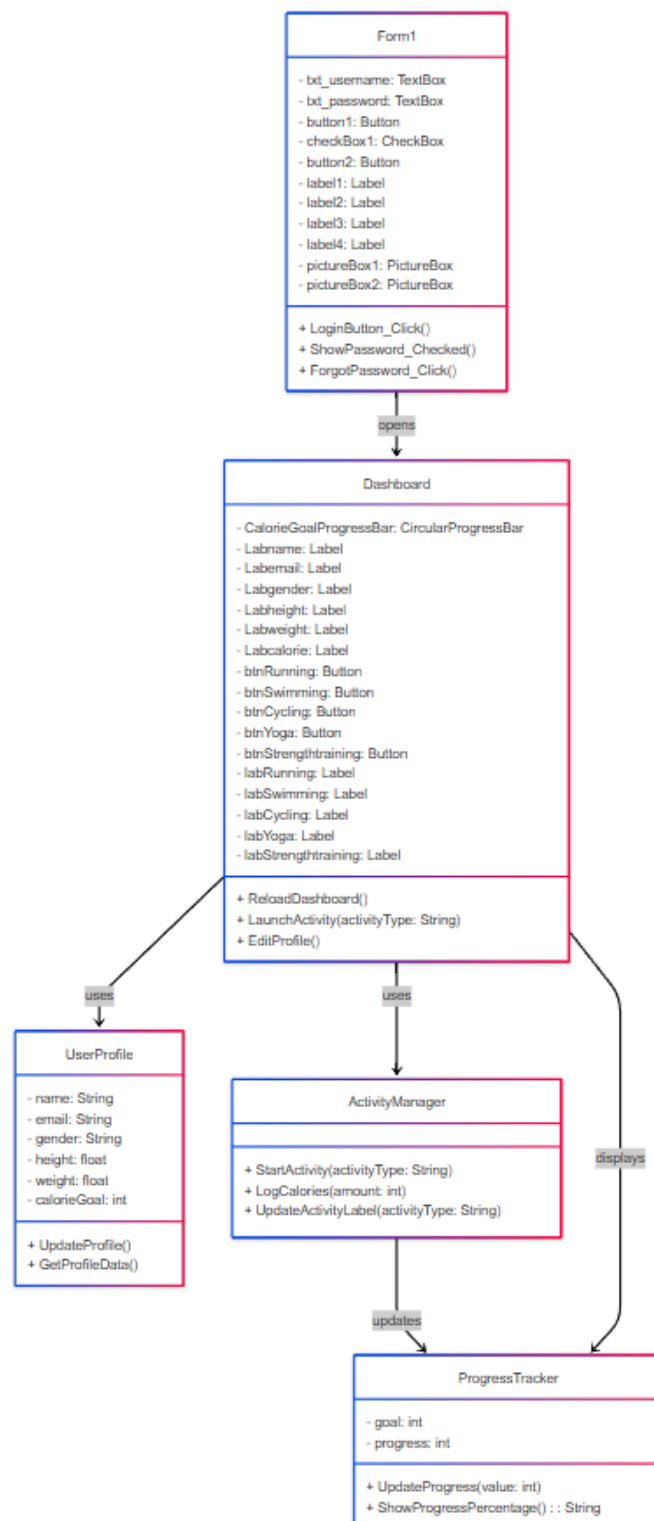 Form1
- txt_username: TextBox
- txt_password: TextBox
- button1: Button
- checkBox1: CheckBox
- button2: Button
- label1: Label
- label2: Label
- label3: Label
- label4: Label
- pictureBox1: PictureBox
- pictureBox2: PictureBox
+ LoginButton_Click()
+ ShowPassword_Checked()
+ ForgotPassword_Click()
opens
Dashboard
- CalorieGoalProgressBar: CircularProgressBar
- Labname: Label
- Labemail: Label
- Labgender: Label
- Labheight: Label
- Labweight: Label
- Labcalorie: Label
- btnRunning: Button
- btnSwimming: Button
- btnCycling: Button
- btnYoga: Button
- btnStrengthtraining: Button
- labRunning: Label
- labSwimming: Label
- labCycling: Label
- labYoga: Label
- labStrengthtraining: Label
+ ReloadDashboard()
+ LaunchActivity(activityType: String)
+ EditProfile()
uses
uses
displays
UserProfile
- name: String
- email: String
- gender: String
- height: float
- weight: float
- calorieGoal: int
+ UpdateProfile()
+ GetProfileData()
ActivityManager
+ StartActivity(activityType: String)
+ LogCalories(amount: int)
+ UpdateActivityLabel(activityType: String)
updates
ProgressTracker
- goal: int
- progress: int
+ UpdateProgress(value: int)
+ ShowProgressPercentage() : : String